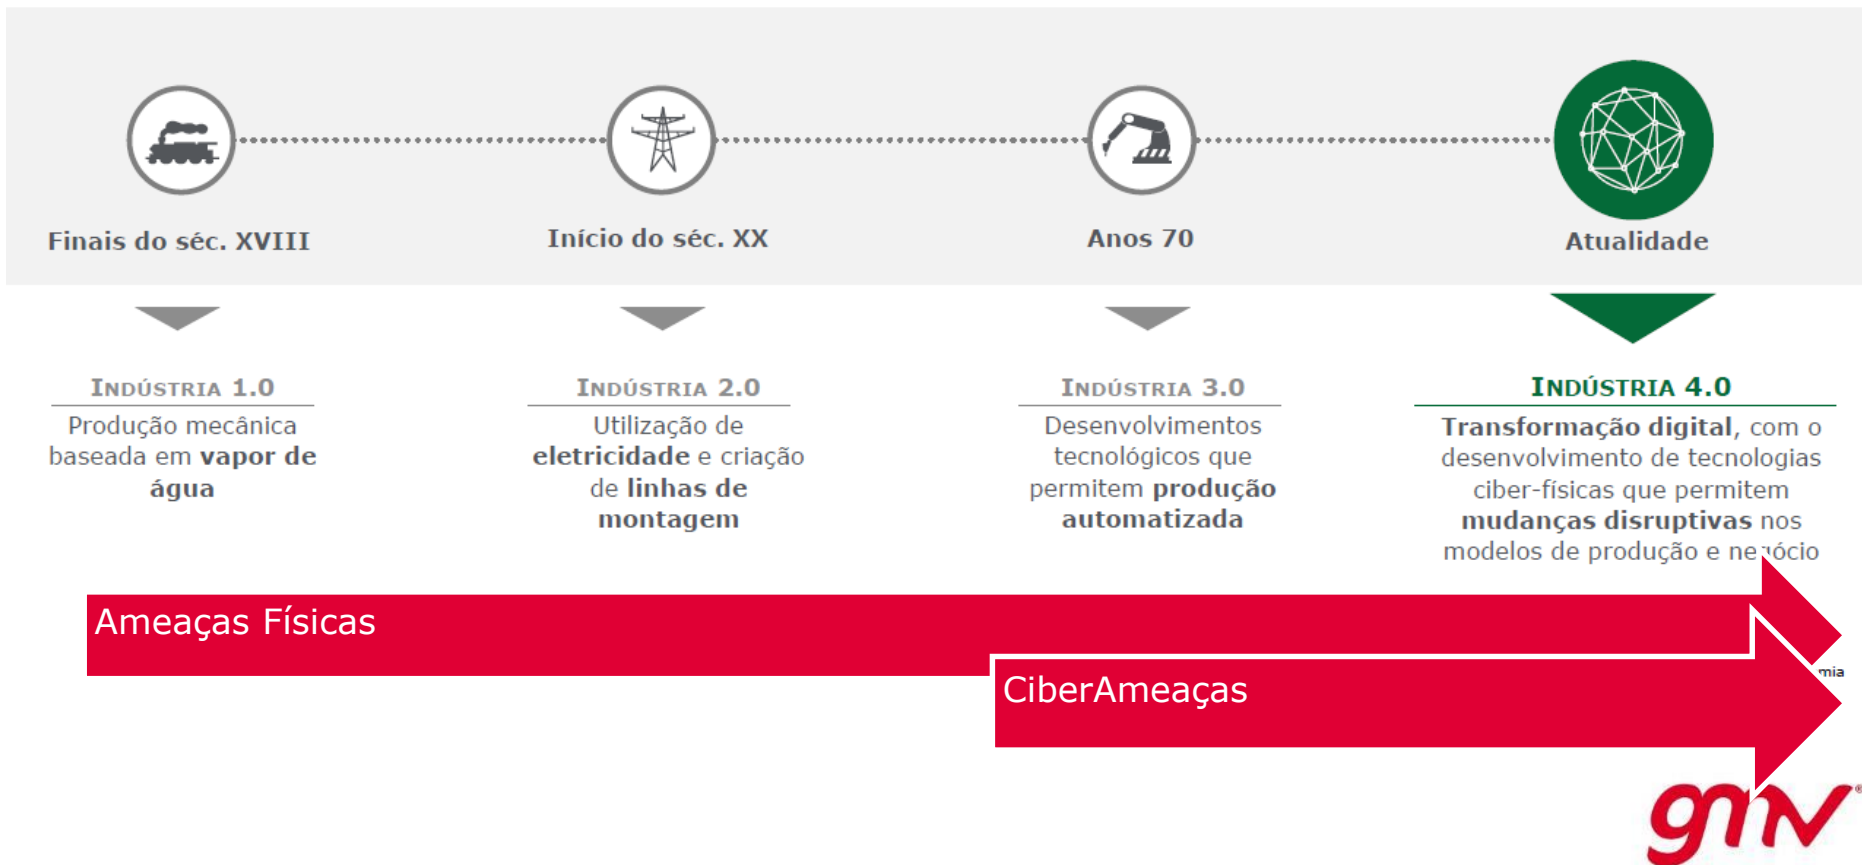 Finais do séc. XVIII
Início do séc. XX
Anos 70
Atualidade
INDÚSTRIA 1.0
Produção mecânica
baseada em vapor de
água
INDÚSTRIA 2.0
Utilização de
eletricidade e criação
de linhas de
montagem
INDÚSTRIA 3.0
Desenvolvimentos
tecnológicos que
permitem produção
automatizada
INDÚSTRIA 4.0
Transformação digital, com o
desenvolvimento de tecnologias
ciber-físicas que permitem
mudanças disruptivas nos
modelos de produção e negócio
Ameaças Físicas
mia
CiberAmeaças
gmv®